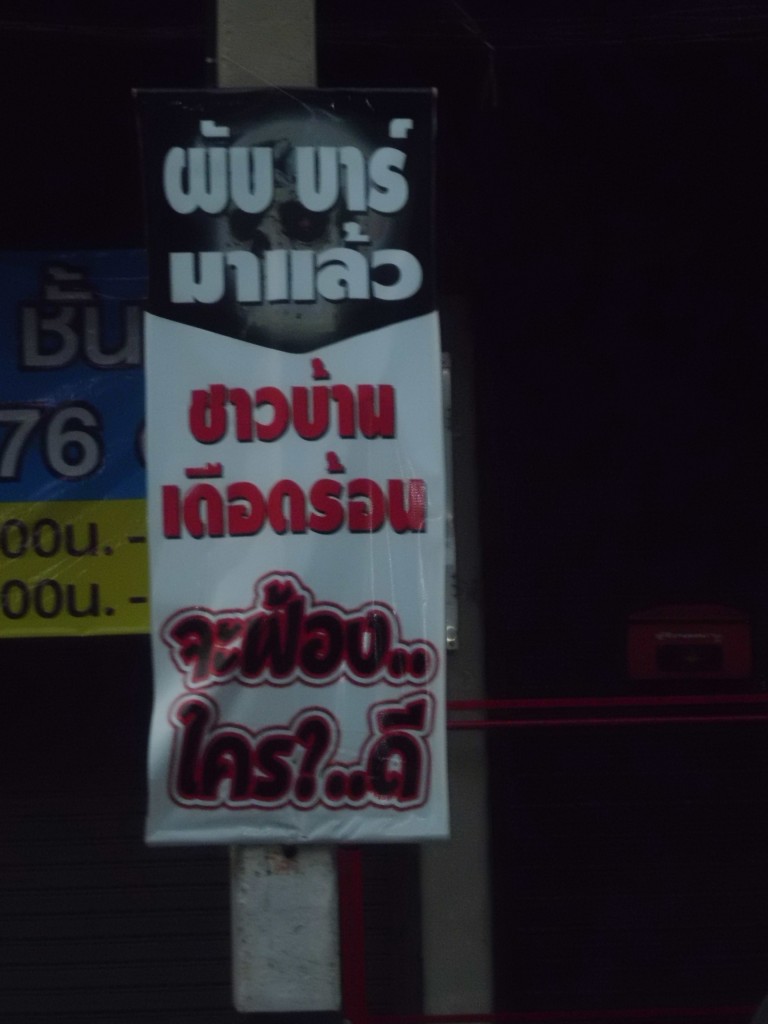 ผับ บาร์
มาแล้ว
ชาวบ้าน
เดือดร้อน
จะฟ้อง..
ใคร?..ดี
ชั้น
76
00น.-
00น.-